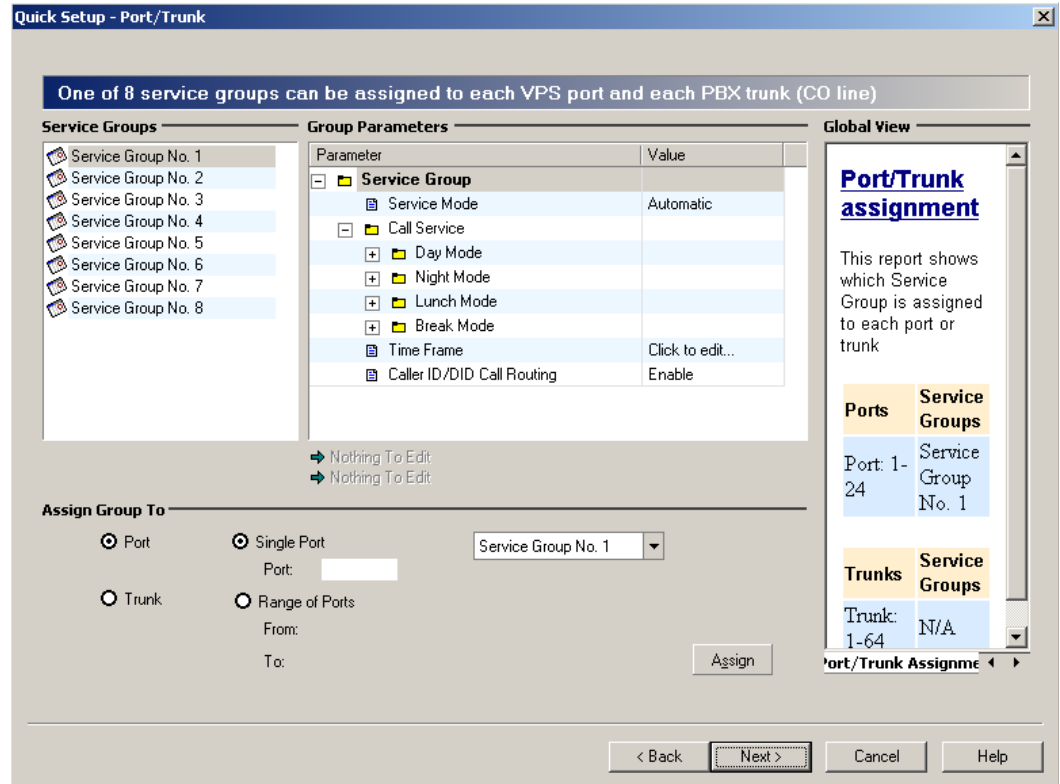 Quick Setup - Port/Trunk
One of 8 service groups can be assigned to each VPS port and each PBX trunk (CO line)
Service Groups
Service Group No. 1
Service Group No. 2
Service Group No. 3
Service Group No. 4
Service Group No. 5
Service Group No. 6
Service Group No. 7
Service Group No. 8
Group Parameters
Parameter Value
Service Group
Service Mode Automatic
Call Service
Day Mode
Night Mode
Lunch Mode
Break Mode
Time Frame Click to edit...
Caller ID/DID Call Routing Enable
Nothing To Edit
Nothing To Edit
Global View
Port/Trunk
assignment
This report shows
which Service
Group is assigned
to each port or
trunk
Ports Service Groups
Port: 1-24 Service Group No. 1
Trunks Service Groups
Trunk: 1-64 N/A
Port/Trunk Assignme
Assign Group To
Port
Single Port
Service Group No. 1
Port:
Trunk
Range of Ports
From:
To:
Assign
< Back
Next >
Cancel
Help